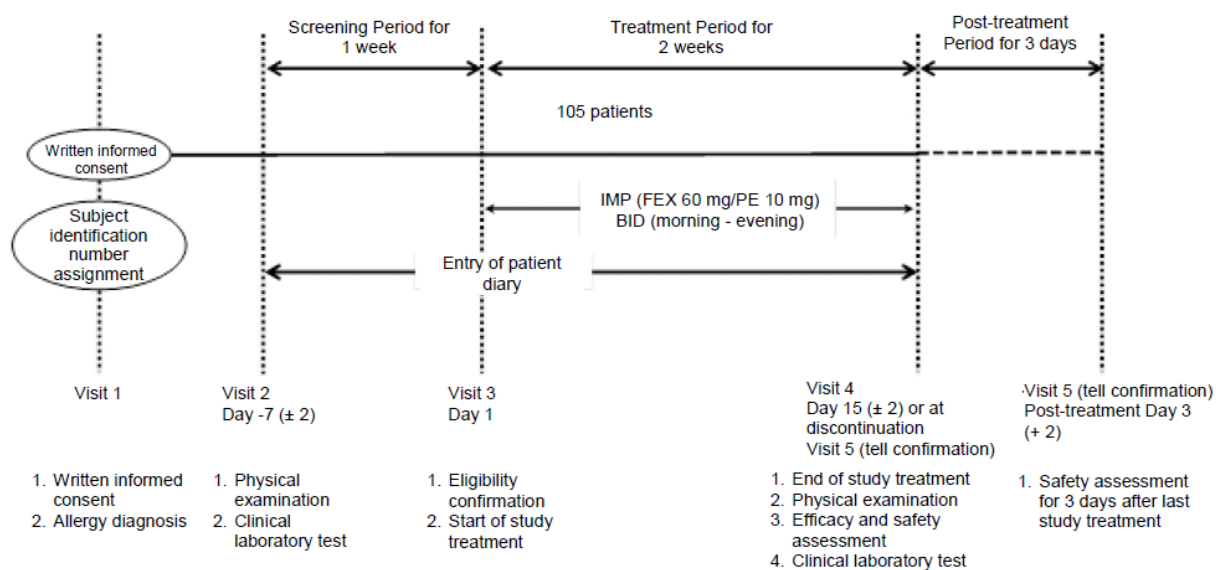 Screening Period for
1 week
Treatment Period for
2 weeks
Post-treatment
Period for 3 days
105 patients
Written informed
consent
IMP (FEX 60 mg/PE 10 mg)
BID (morning - evening)
Subject
identification
number
assignment
Entry of patient
diary
Visit 1
Visit 2
Day -7 (± 2)
Visit 3
Day 1
Visit 4
Day 15 (± 2) or at
discontinuation
Visit 5 (tell confirmation)
Visit 5 (tell confirmation)
Post-treatment Day 3
(+ 2)
1. Written informed
consent
2. Allergy diagnosis
1. Physical
examination
2. Clinical
laboratory test
1. Eligibility
confirmation
2. Start of study
treatment
1. End of study treatment
2. Physical examination
3. Efficacy and safety
assessment
4. Clinical laboratory test
1. Safety assessment
for 3 days after last
study treatment